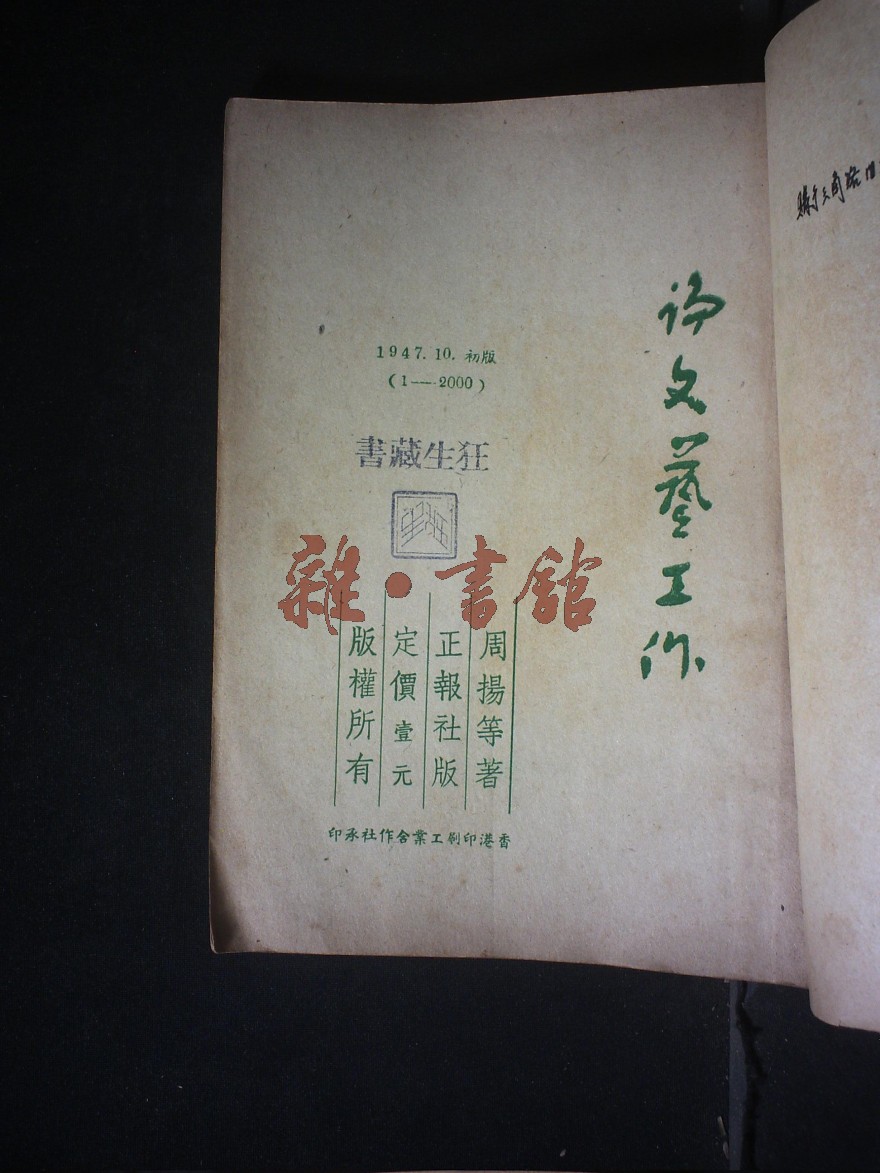 论文藝工作
1947.10. 初版
(1——2000)
狂生藏書
雜·書舘
周揚等著
正報社版
定價壹元
版權所有
香港印刷工業合作社承印